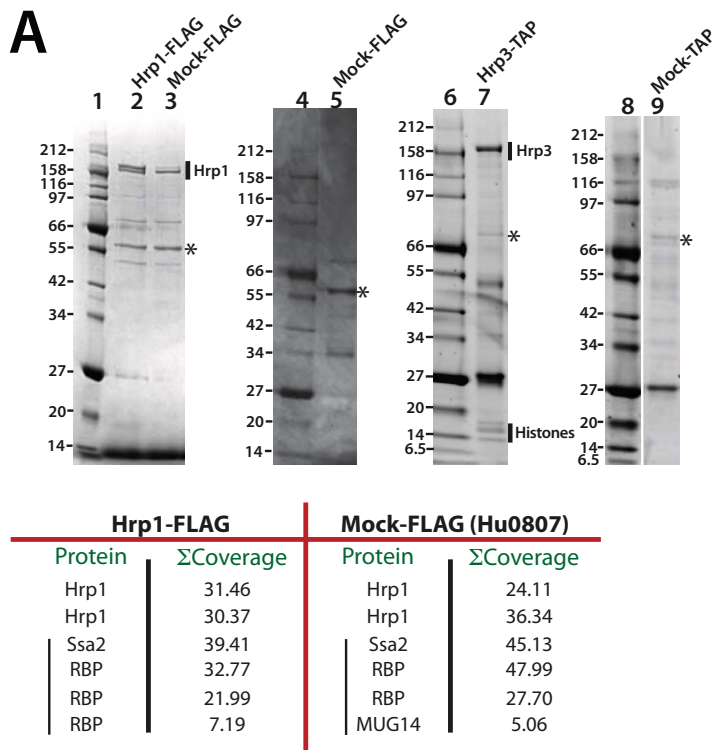 A
Hrp1-FLAG
Mock-FLAG
1 2 3
212
158
116
97
66
55
42
34
27
20
14
Hrp1
*
Mock-FLAG
4 5
212
158
116
97
66
55
42
34
27
20
14
*
Hrp3-TAP
6 7
212
158
116
97
66
55
42
34
27
20
14
6.5
Hrp3
*
Histones
Mock-TAP
8 9
212
158
116
97
66
55
42
34
27
20
14
6.5
*
Hrp1-FLAG Mock-FLAG (Hu0807)
Protein ΣCoverage Protein ΣCoverage
Hrp1 31.46 Hrp1 24.11
Hrp1 30.37 Hrp1 36.34
Ssa2 39.41 Ssa2 45.13
RBP 32.77 RBP 47.99
RBP 21.99 RBP 27.70
RBP 7.19 MUG14 5.06